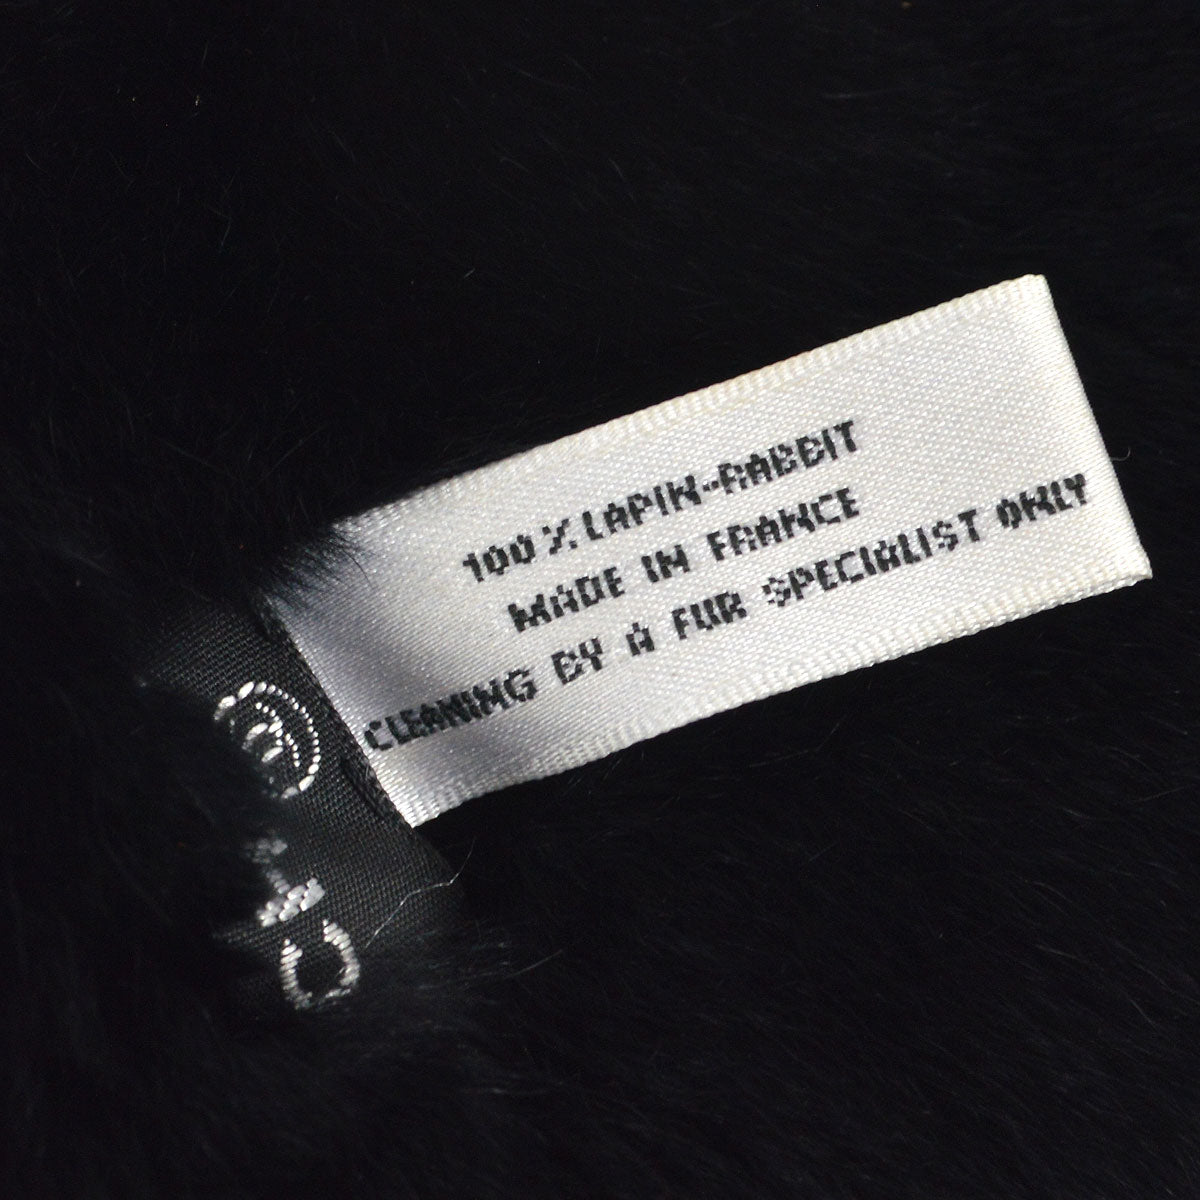 100% LAPIN-RABBIT
MADE IN FRANCE
CLEANING BY A FUR SPECIALIST ONLY